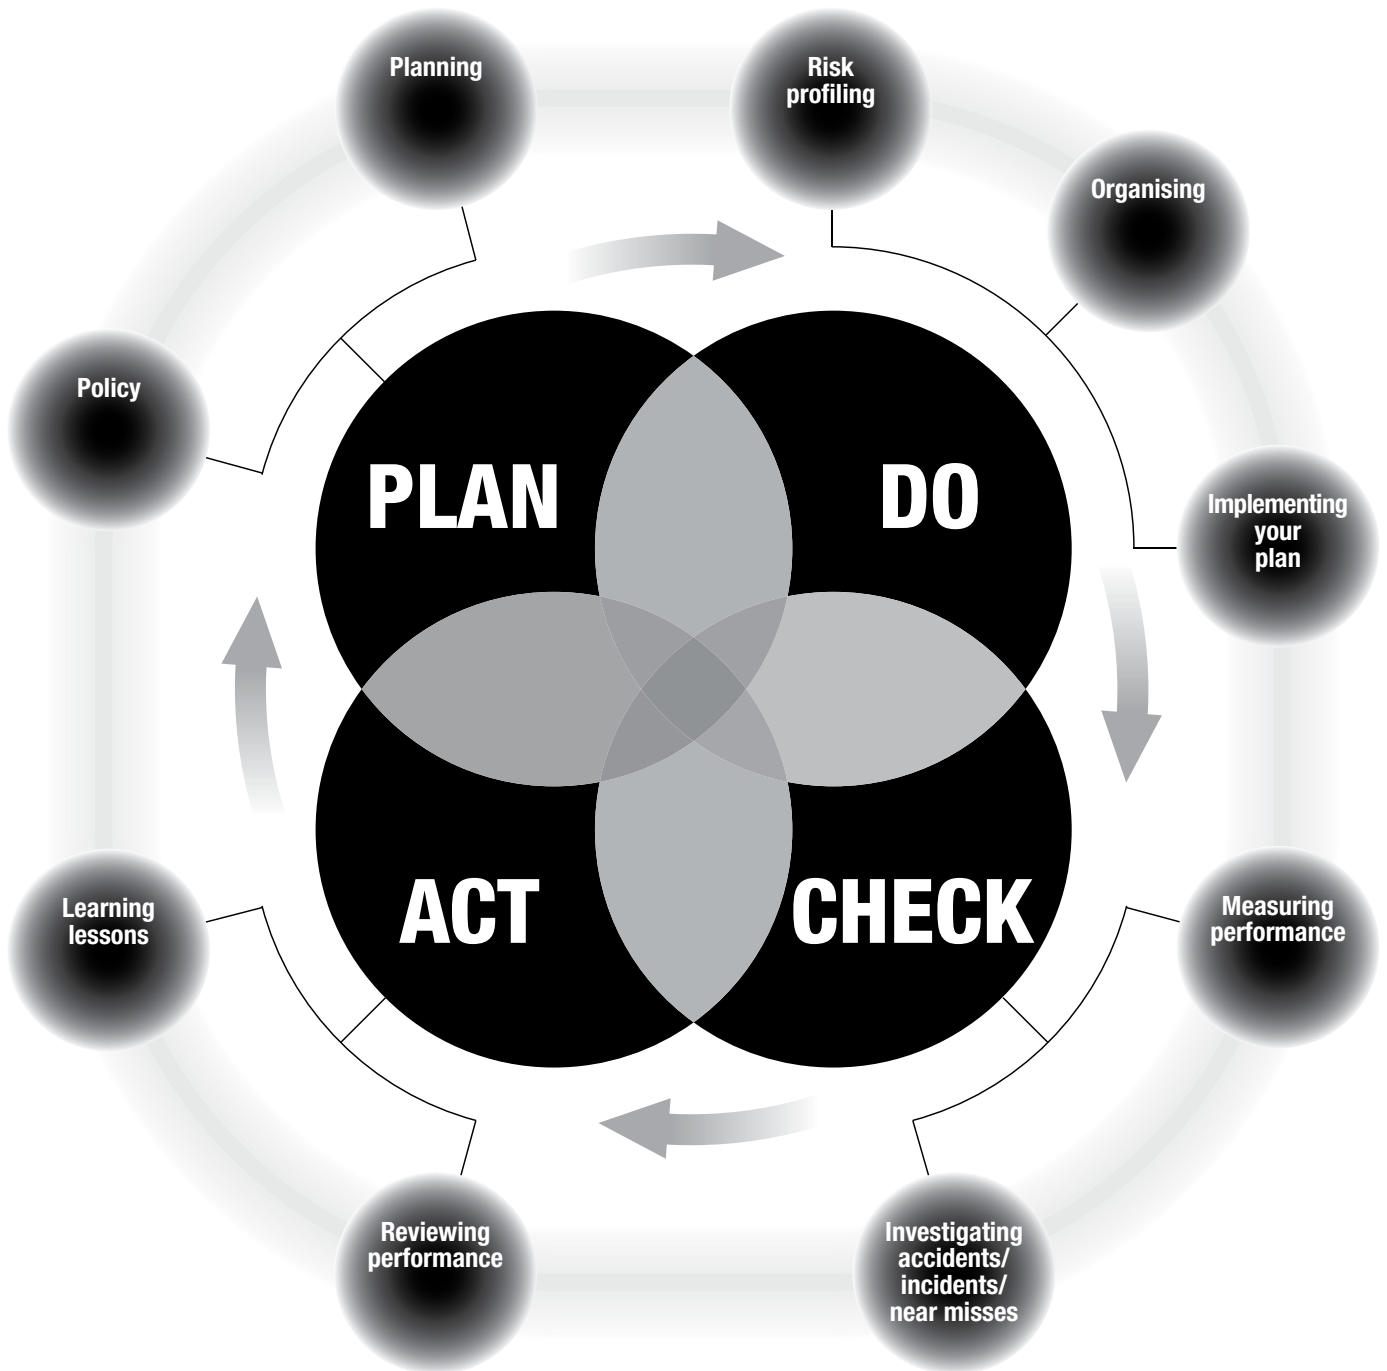 Planning
Risk
profiling
Organising
Policy
PLAN
DO
Implementing
your
plan
Learning
lessons
ACT
CHECK
Measuring
performance
Reviewing
performance
Investigating
accidents/
incidents/
near misses